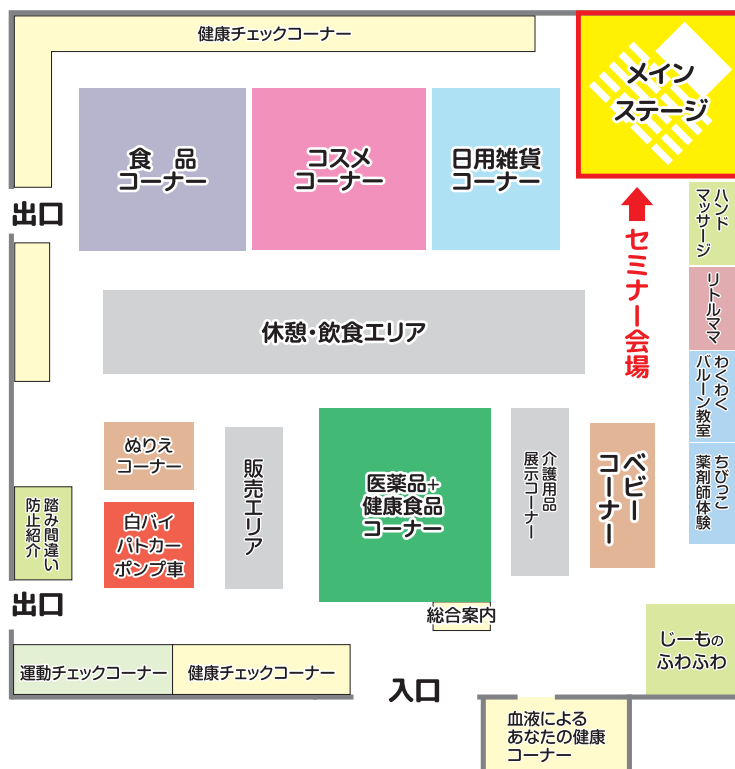 健康チェックコーナー
メイン
ステージ
食 品
コーナー
コスメ
コーナー
日用雑貨
コーナー
出口
セミナー会場
ハンド
マッサージ
リトルママ
わくわく
バルーン教室
ちびっこ
薬剤師体験
休憩・飲食エリア
ぬりえ
コーナー
白バイ
パトカー
ポンプ車
販売エリア
医薬品+
健康食品
コーナー
介護用品
展示コーナー
ベビー
コーナー
踏み間違い
防止紹介
出口
総合案内
じーもの
ふわふわ
運動チェックコーナー
健康チェックコーナー
入口
血液による
あなたの健康
コーナー